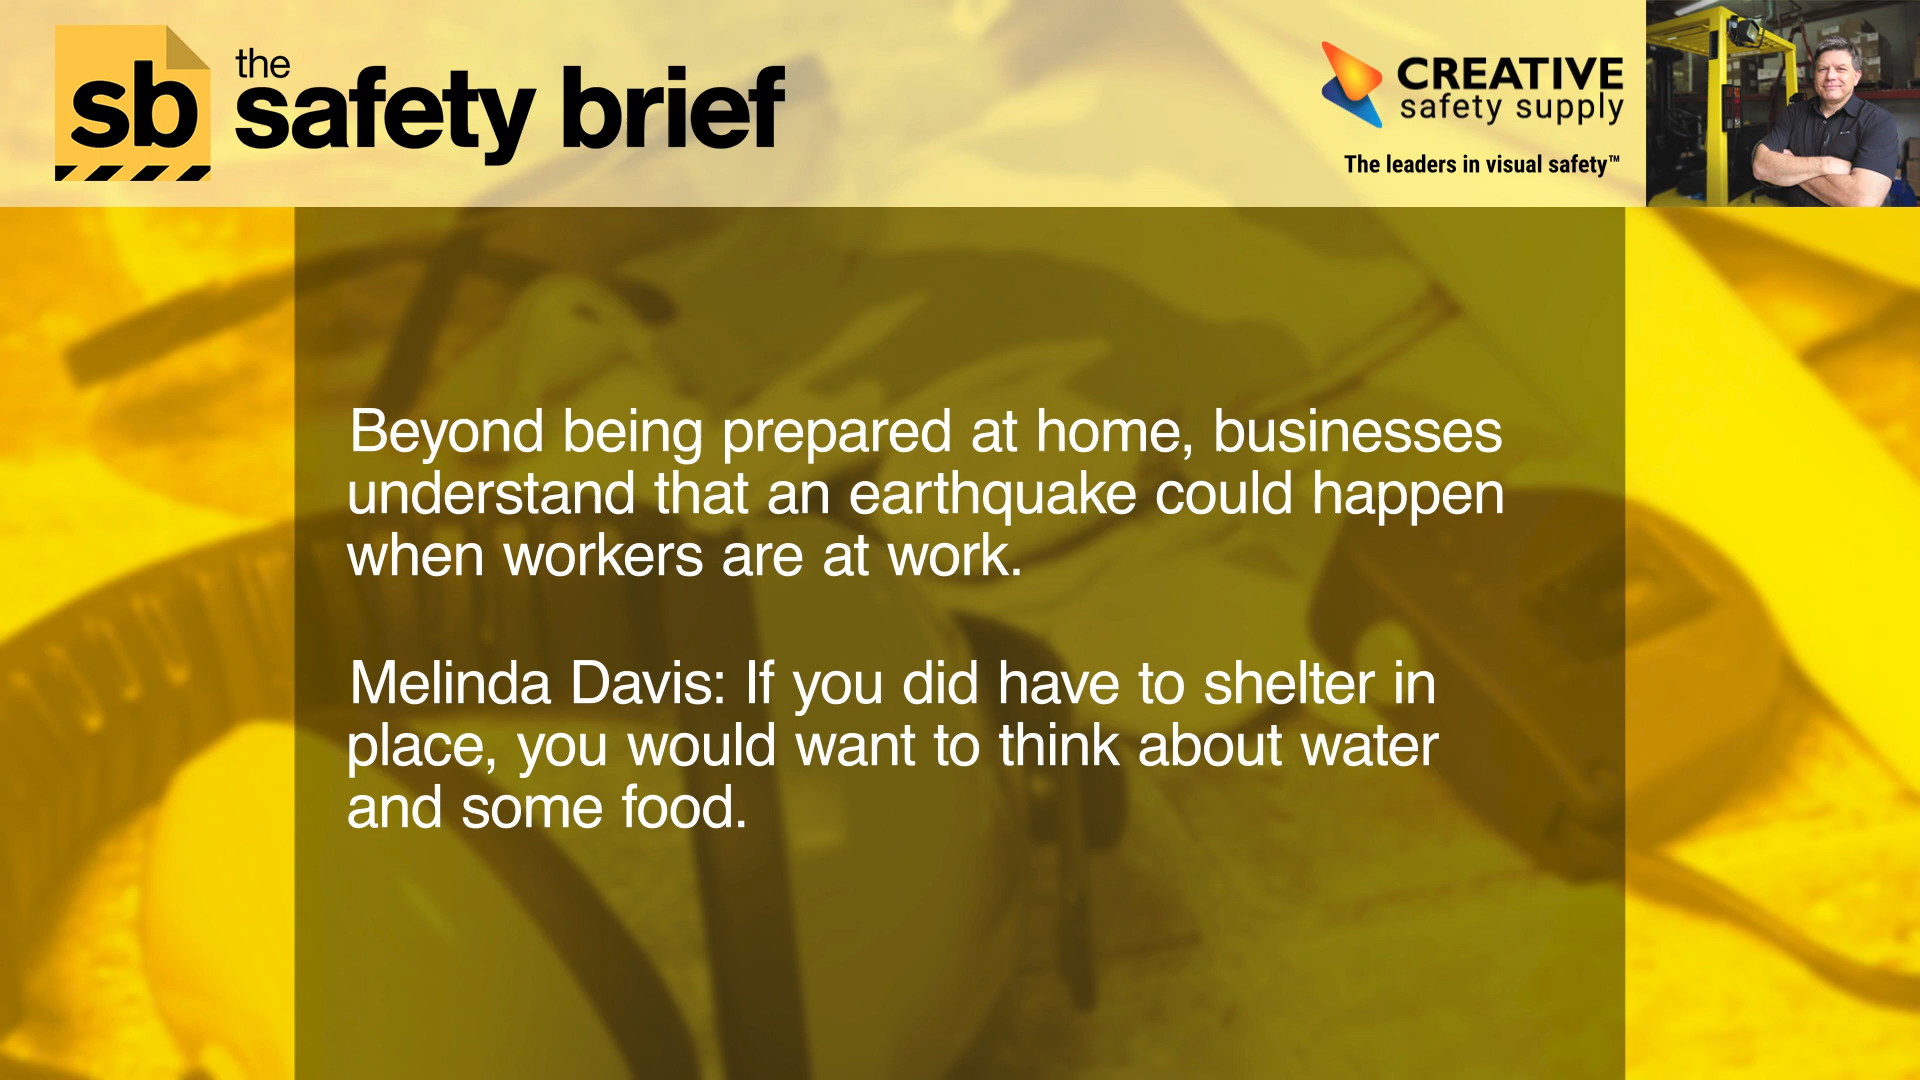 sb
the
safety brief
CREATIVE
safety supply
The leaders in visual safety™
Beyond being prepared at home, businesses
understand that an earthquake could happen
when workers are at work.
Melinda Davis: If you did have to shelter in
place, you would want to think about water
and some food.